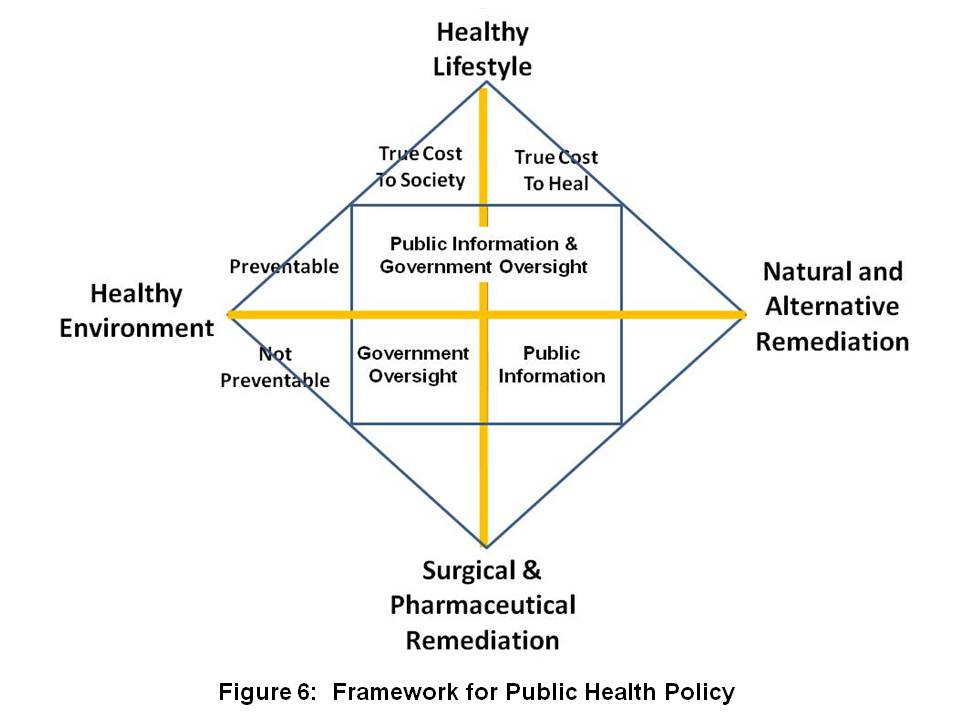 Healthy
Lifestyle
True Cost
To Society
True Cost
To Heal
Public Information &
Government Oversight
Preventable
Healthy
Environment
Natural and
Alternative
Remediation
Not
Preventable
Government
Oversight
Public
Information
Surgical &
Pharmaceutical
Remediation
Figure 6:  Framework for Public Health Policy